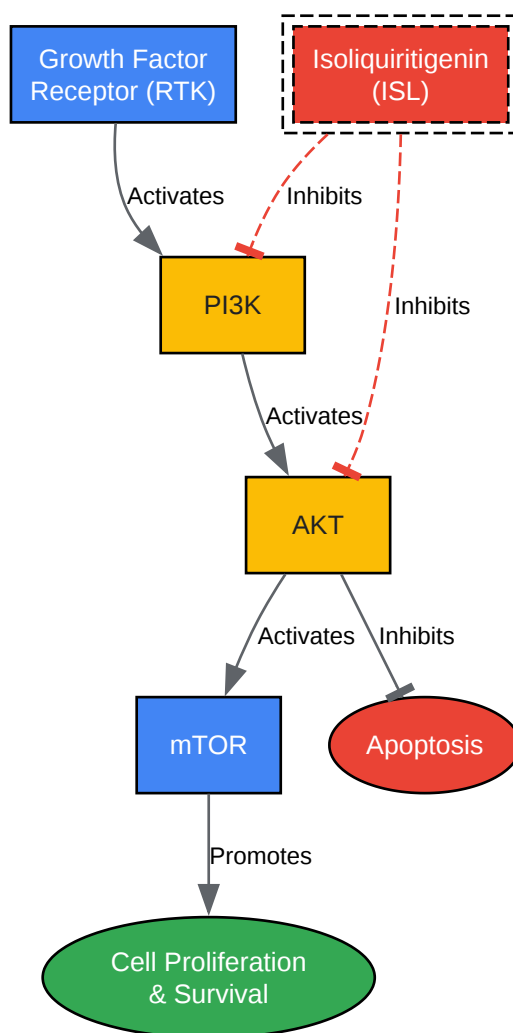 Growth Factor
Receptor (RTK)
Isoliquiritigenin
(ISL)
Activates
Inhibits
PI3K
Inhibits
Activates
AKT
Activates
Inhibits
mTOR
Apoptosis
Promotes
Cell Proliferation
& Survival